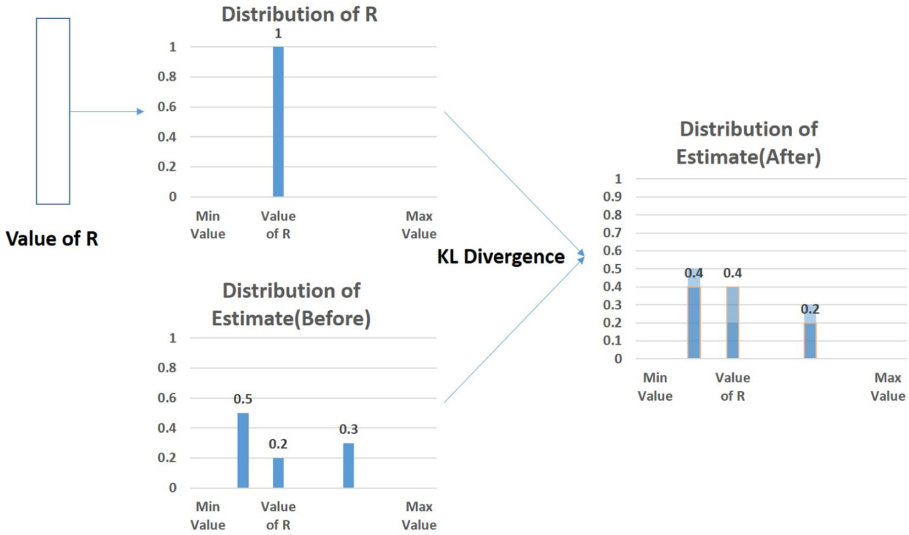 Distribution of R
1
1
0.8
0.6
0.4
0.2
0
Min
Value
Value
of R
Max
Value
Value of R
KL Divergence
Distribution of
Estimate(Before)
1
0.8
0.6
0.4
0.2
0
0.5
0.2
0.3
Min
Value
Value
of R
Max
Value
Distribution of
Estimate(After)
1
0.9
0.8
0.7
0.6
0.5
0.4
0.3
0.2
0.1
0
0.4
0.4
0.2
Min
Value
Value
of R
Max
Value